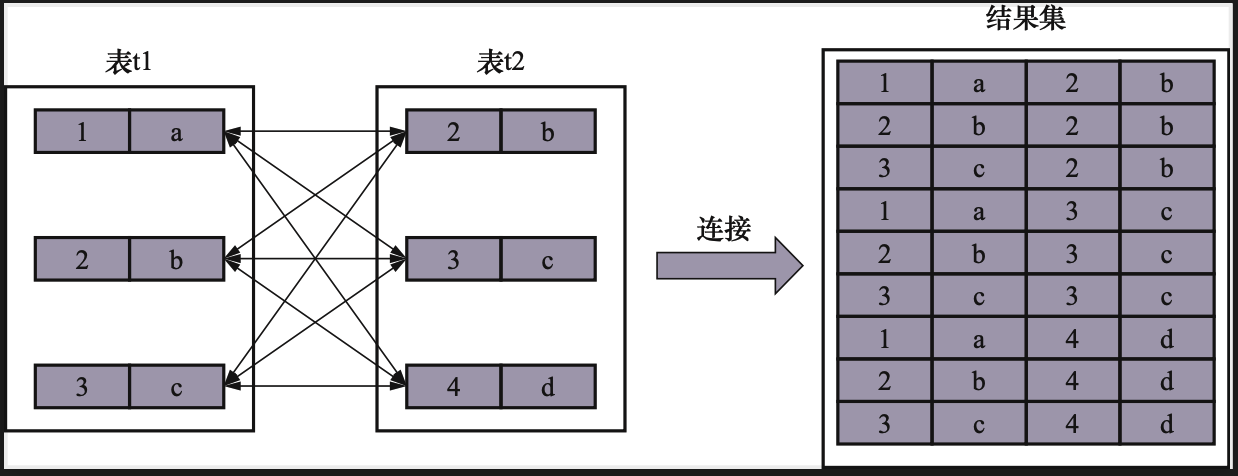 结果集
表t1
表t2
1 a
2 b
3 c
2 b
3 c
4 d
连接
1 a 2 b
2 b 2 b
3 c 2 b
1 a 3 c
2 b 3 c
3 c 3 c
1 a 4 d
2 b 4 d
3 c 4 d